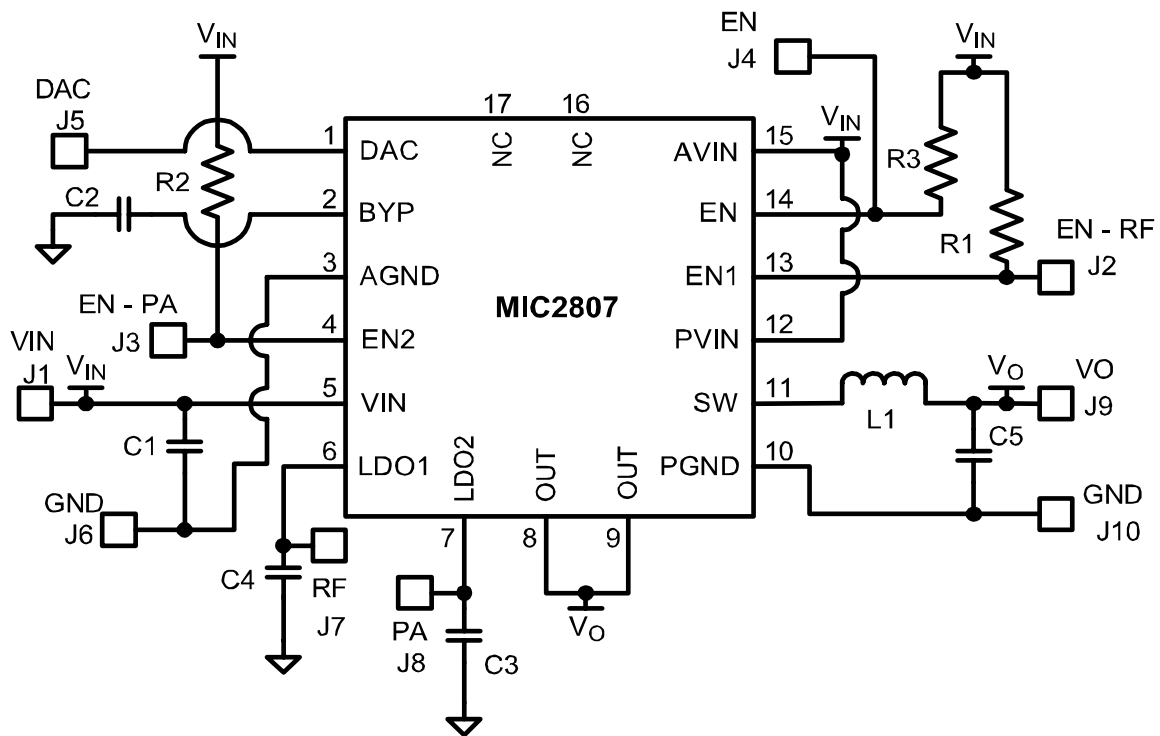 EN
J4
VIN
VIN
DAC
J5
17
NC
16
NC
VIN
1
DAC
AVIN
15
R3
R2
C2
2
BYP
EN
14
R1
EN - RF
J2
3
AGND
EN1
13
EN - PA
J3
MIC2807
4
EN2
PVIN
12
VIN
J1
VIN
5
VIN
SW
11
L1
VO
VO
J9
C1
6
LDO1
LDO2
OUT
OUT
PGND
10
C5
GND
J6
GND
J10
7
8
9
C4
RF
J7
PA
J8
C3
VO